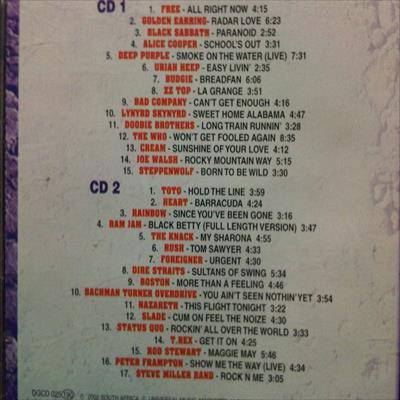 CD 1
1. FREE - ALL RIGHT NOW 4:15
2. GOLDEN EARRING- RADAR LOVE 6:23
3. BLACK SABBATH - PARANOID 2:52
4. ALICE COOPER - SCHOOL'S OUT 3:31
5. DEEP PURPLE - SMOKE ON THE WATER (LIVE) 7:31
6. URIAH HEEP - EASY LIVIN' 2:35
7. BUDGIE - BREADFAN 6:06
8. ZZ TOP - LA GRANGE 3:51
9. BAD COMPANY - CAN'T GET ENOUGH 4:16
10. LYNYRD SKYNYRD - SWEET HOME ALABAMA 4:16
11. DOOBIE BROTHERS - LONG TRAIN RUNNIN' 3:28
12. THE WHO - WON'T GET FOOLED AGAIN 8:35
13. CREAM - SUNSHINE OF YOUR LOVE 4:12
14. JOE WALSH - ROCKY MOUNTAIN WAY 5:15
15. STEPPENWOLF - BORN TO BE WILD 3:30
CD 2
1. TOTO - HOLD THE LINE 3:59
2. HEART - BARRACUDA 4:24
3. RAINBOW - SINCE YOU'VE BEEN GONE 3:16
4. RAM JAM - BLACK BETTY (FULL LENGTH VERSION) 3:47
5. THE KNACK - MY SHARONA 4:55
6. RUSH - TOM SAWYER 4:33
7. FOREIGNER - URGENT 4:30
8. DIRE STRAITS - SULTANS OF SWING 5:34
9. BOSTON - MORE THAN A FEELING 4:46
10. BACHMAN TURNER OVERDRIVE - YOU AIN'T SEEN NOTHIN' YET 3:54
11. NAZARETH - THIS FLIGHT TONIGHT 3:22
12. SLADE - CUM ON FEEL THE NOIZE 4:30
13. STATUS QUO - ROCKIN' ALL OVER THE WORLD 3:33
14. T.REX - GET IT ON 4:25
15. ROD STEWART - MAGGIE MAY 5:46
16. PETER FRAMPTON - SHOW ME THE WAY (LIVE) 4:34
17. STEVE MILLER BAND - ROCK N ME 3:05
2002 SOUTH AFRICA UNIVERSAL MUSIC